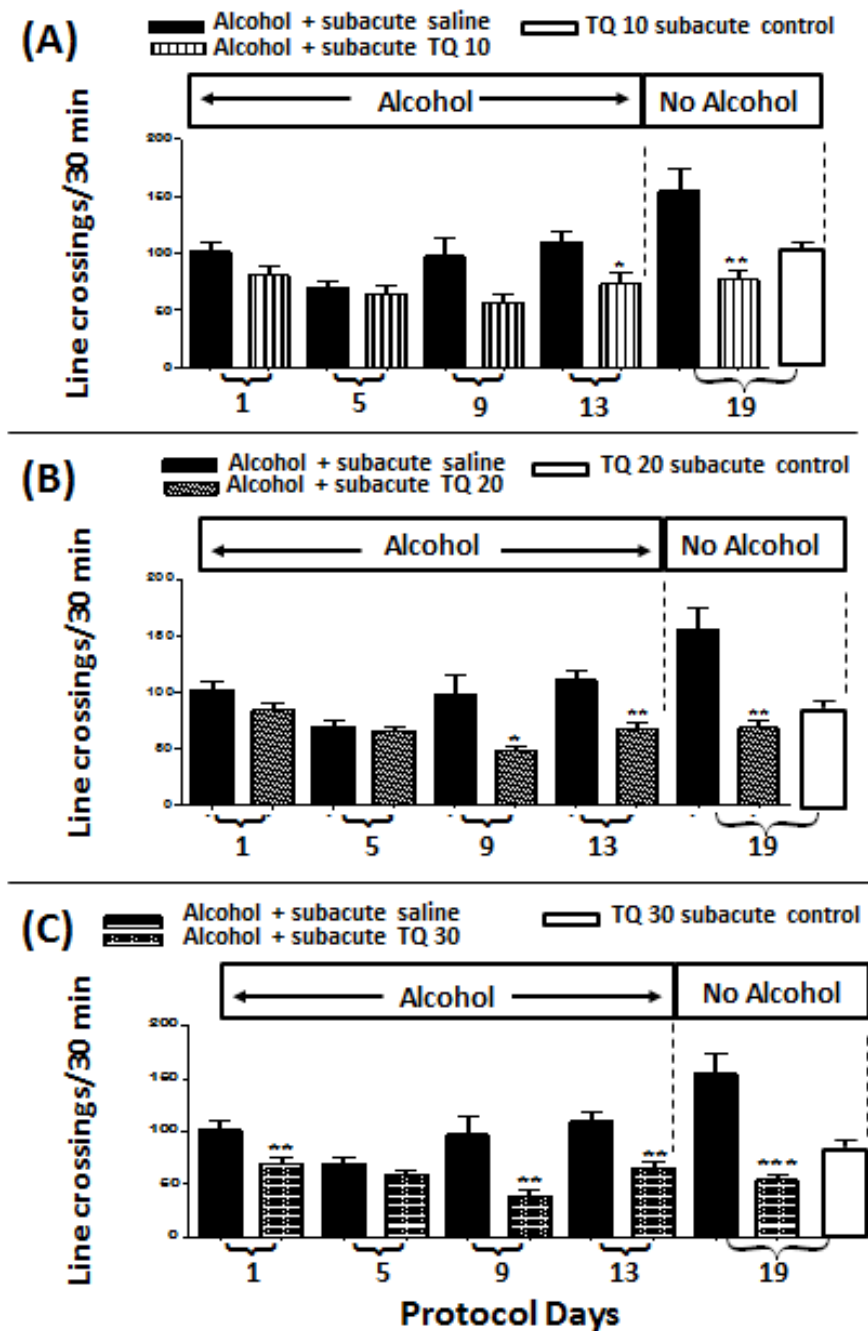 (A)
Alcohol + subacute saline
Alcohol + subacute TQ 10
TQ 10 subacute control
Alcohol
No Alcohol
Line crossings/30 min
200
150
100
50
0
*
**
1 5 9 13 19
(B)
Alcohol + subacute saline
Alcohol + subacute TQ 20
TQ 20 subacute control
Alcohol
No Alcohol
Line crossings/30 min
200
150
100
50
0
*
**
**
1 5 9 13 19
(C)
Alcohol + subacute saline
Alcohol + subacute TQ 30
TQ 30 subacute control
Alcohol
No Alcohol
Line crossings/30 min
200
150
100
50
0
**
**
**
***
1 5 9 13 19
Protocol Days